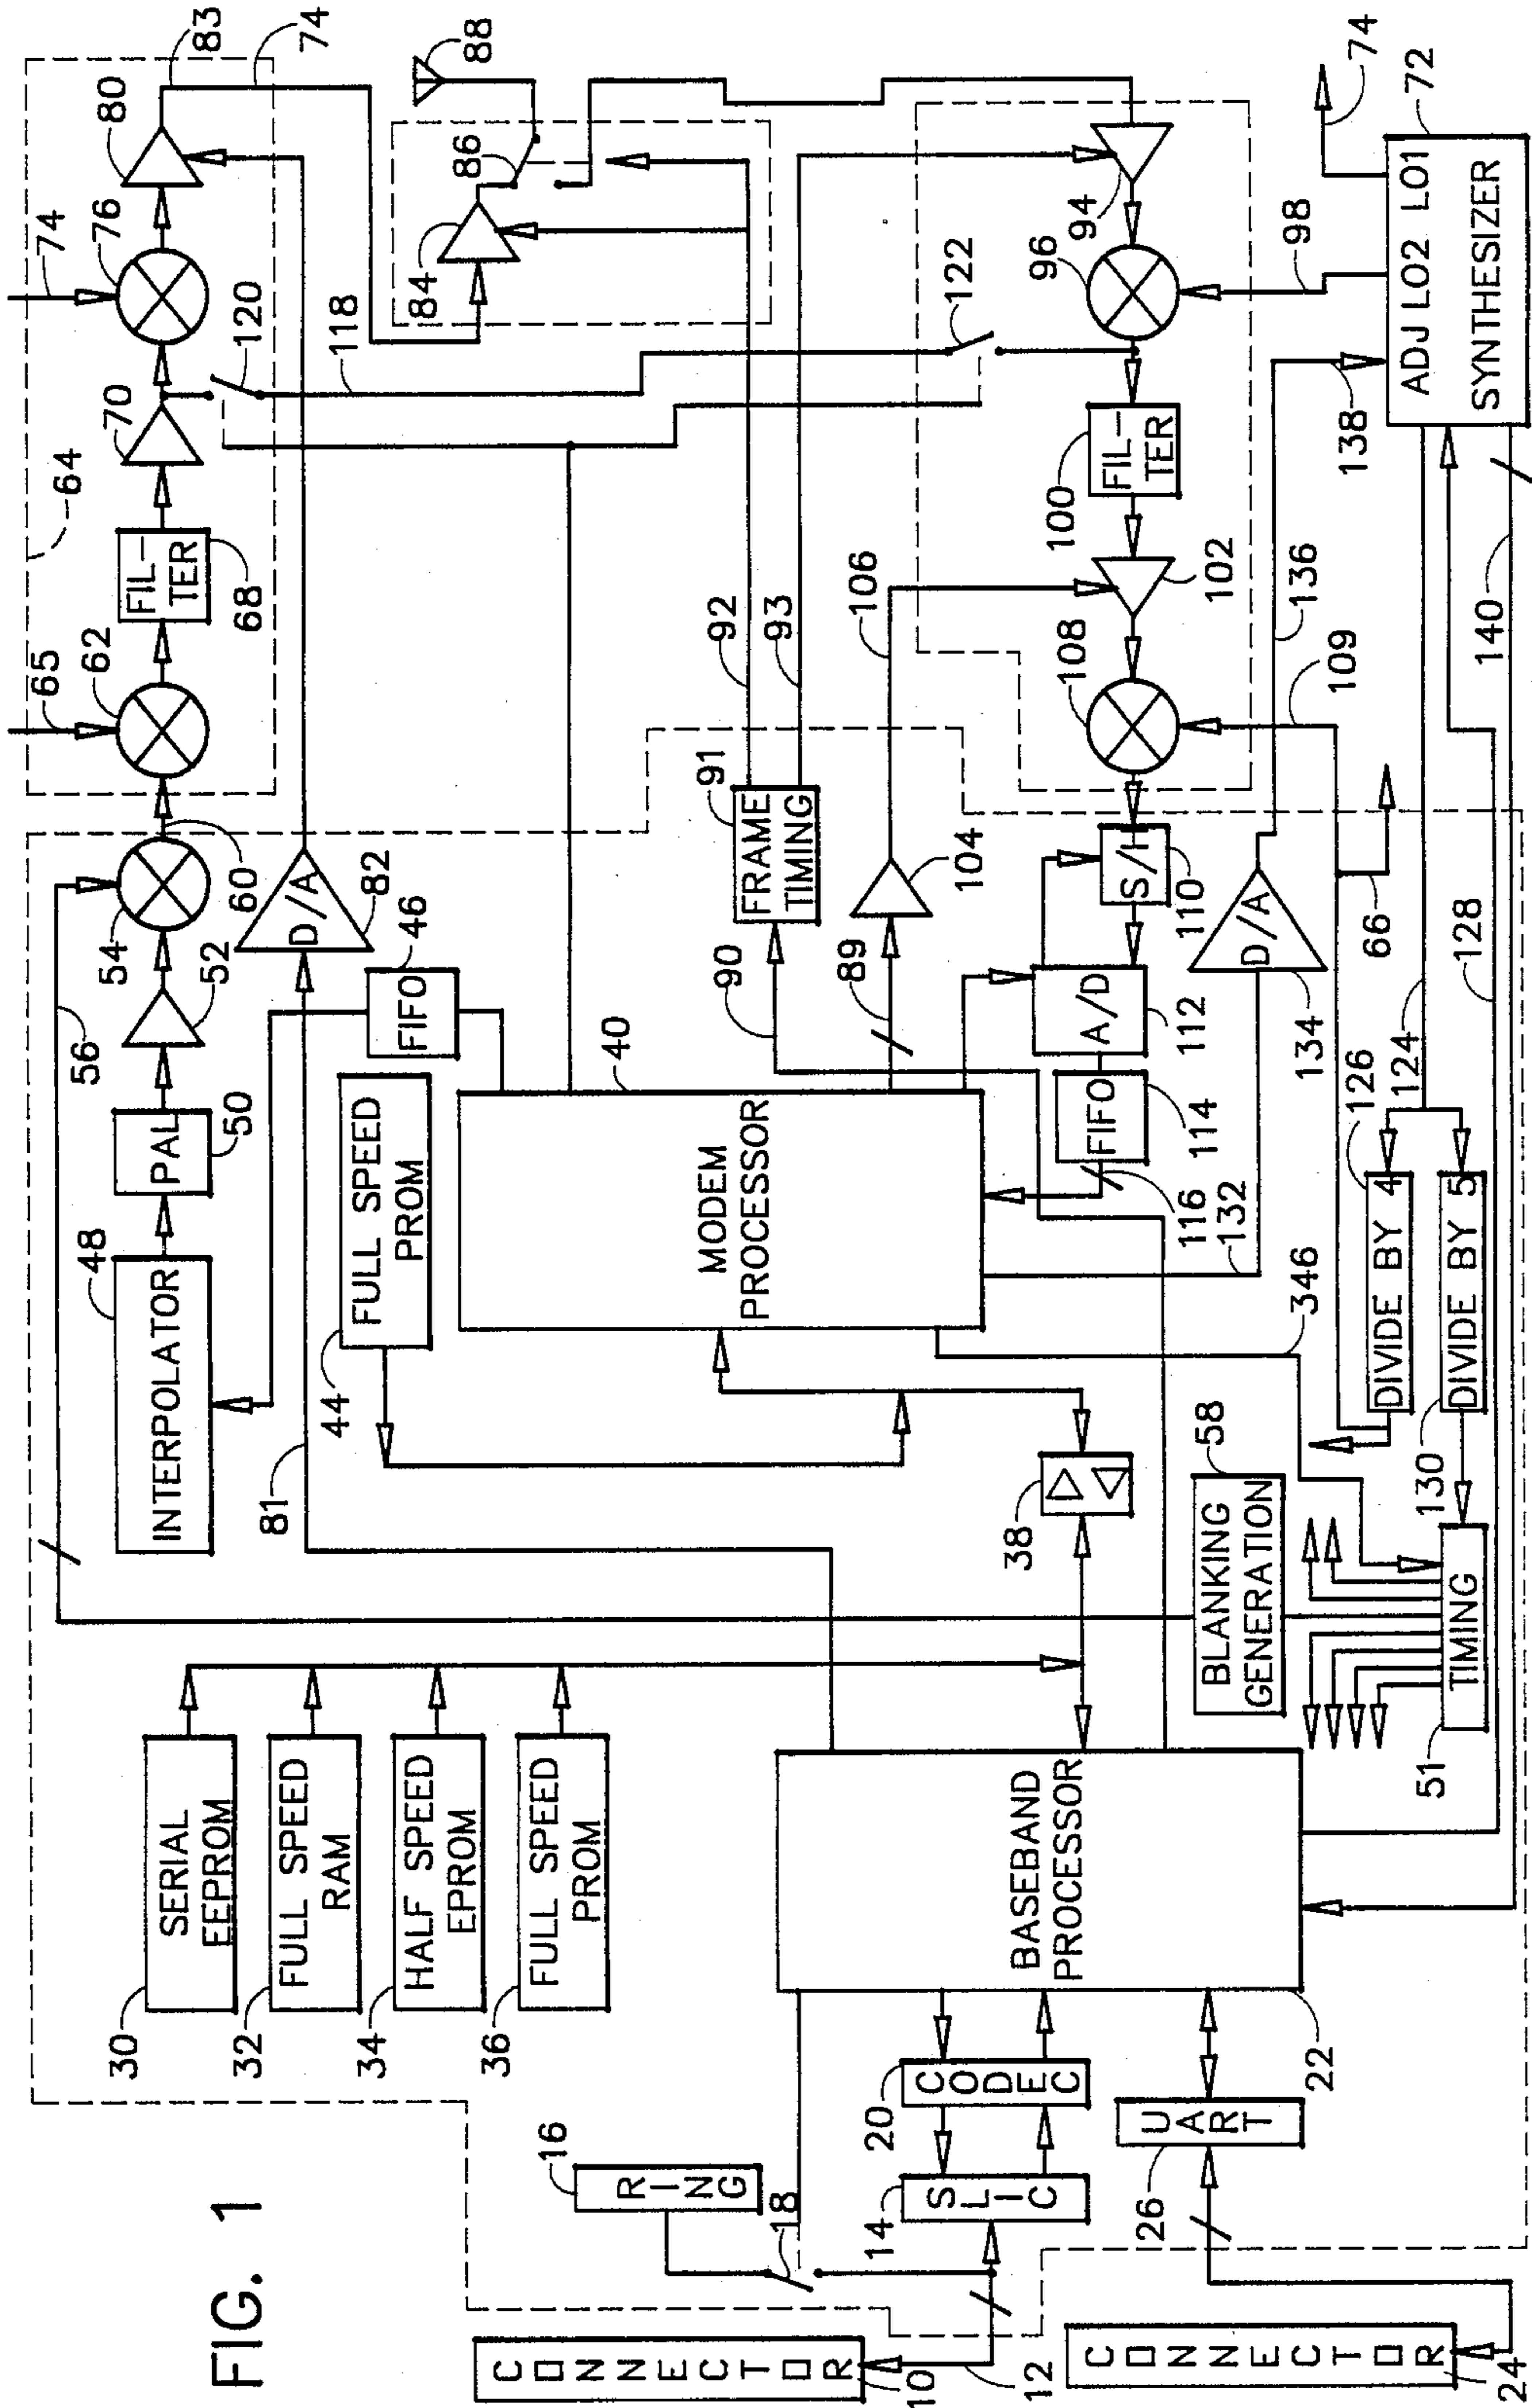 FIG. 1
30
SERIAL
EEPROM
32
FULL SPEED
RAM
34
HALF SPEED
EPROM
36
FULL SPEED
PROM
56
48
INTERPOLATOR
PAL
50
52
54
60
65
62
64
FIL-
TER
68
70
120
74
76
80
83
74
81
D/A
82
118
44
FULL SPEED
PROM
FIFO
46
40
MODEM
PROCESSOR
84
86
88
16
RING
18
90
FRAME
TIMING
91
92
93
89
104
106
122
14
SLIC
20
CODEC
BASEBAND
PROCESSOR
22
38
A/D
112
S/H
110
FIFO
114
116
108
102
100
FIL-
TER
96
94
98
109
CONNECTOR
10
12
26
UART
132
134
D/A
136
138
346
66
74
BLANKING
GENERATION
58
126
DIVIDE BY 4
124
130
DIVIDE BY 5
51
TIMING
128
140
ADJ LO2 LO1
SYNTHESIZER
72
CONNECTOR
24